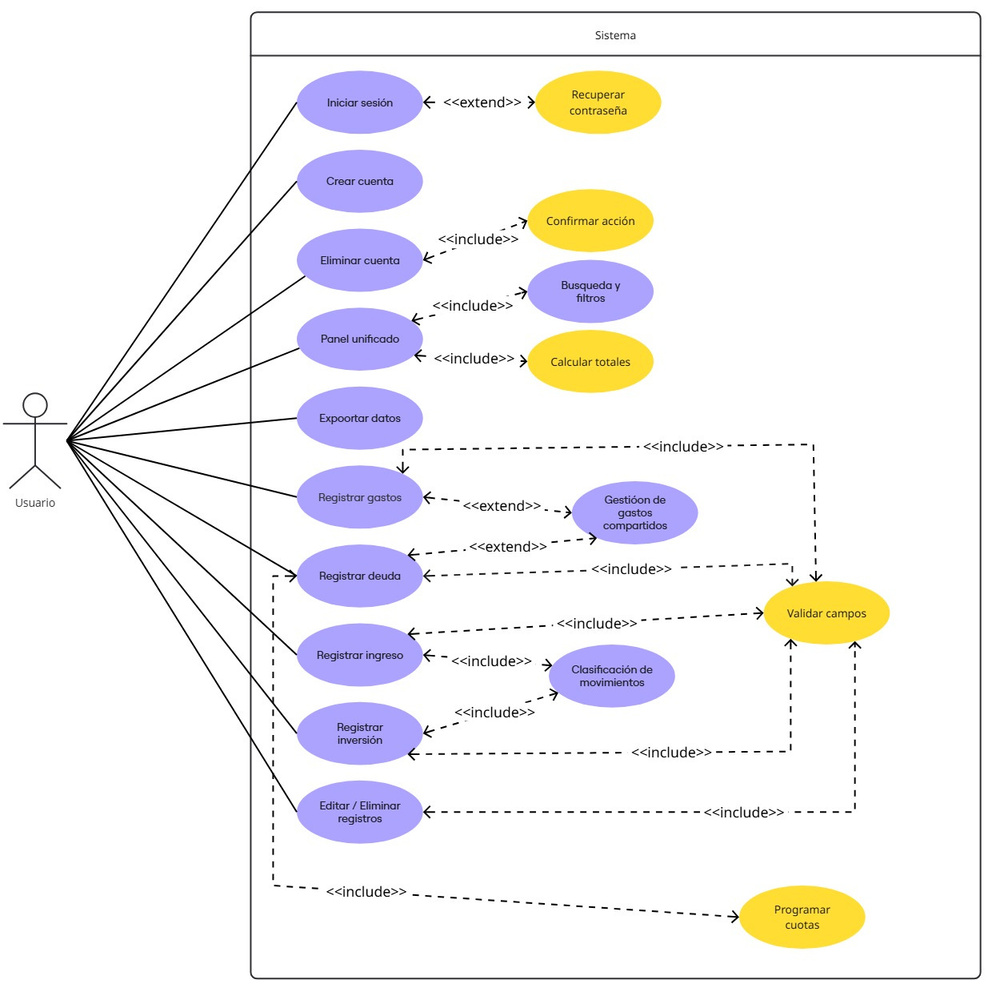 Sistema
Iniciar sesión
<<extend>>
Recuperar
contraseña
Crear cuenta
Confirmar acción
<<include>>
Eliminar cuenta
Busqueda y
filtros
<<include>>
Panel unificado
<<include>>
Calcular totales
Expoortar datos
<<include>>
Usuario
Registrar gastos
<<extend>>
Gestióon de
gastos
compartidos
<<extend>>
Registrar deuda
<<include>>
Validar campos
<<include>>
Registrar ingreso
<<include>>
Clasificación de
movimientos
<<include>>
Registrar
inversión
<<include>>
Editar / Eliminar
registros
<<include>>
<<include>>
Programar
cuotas